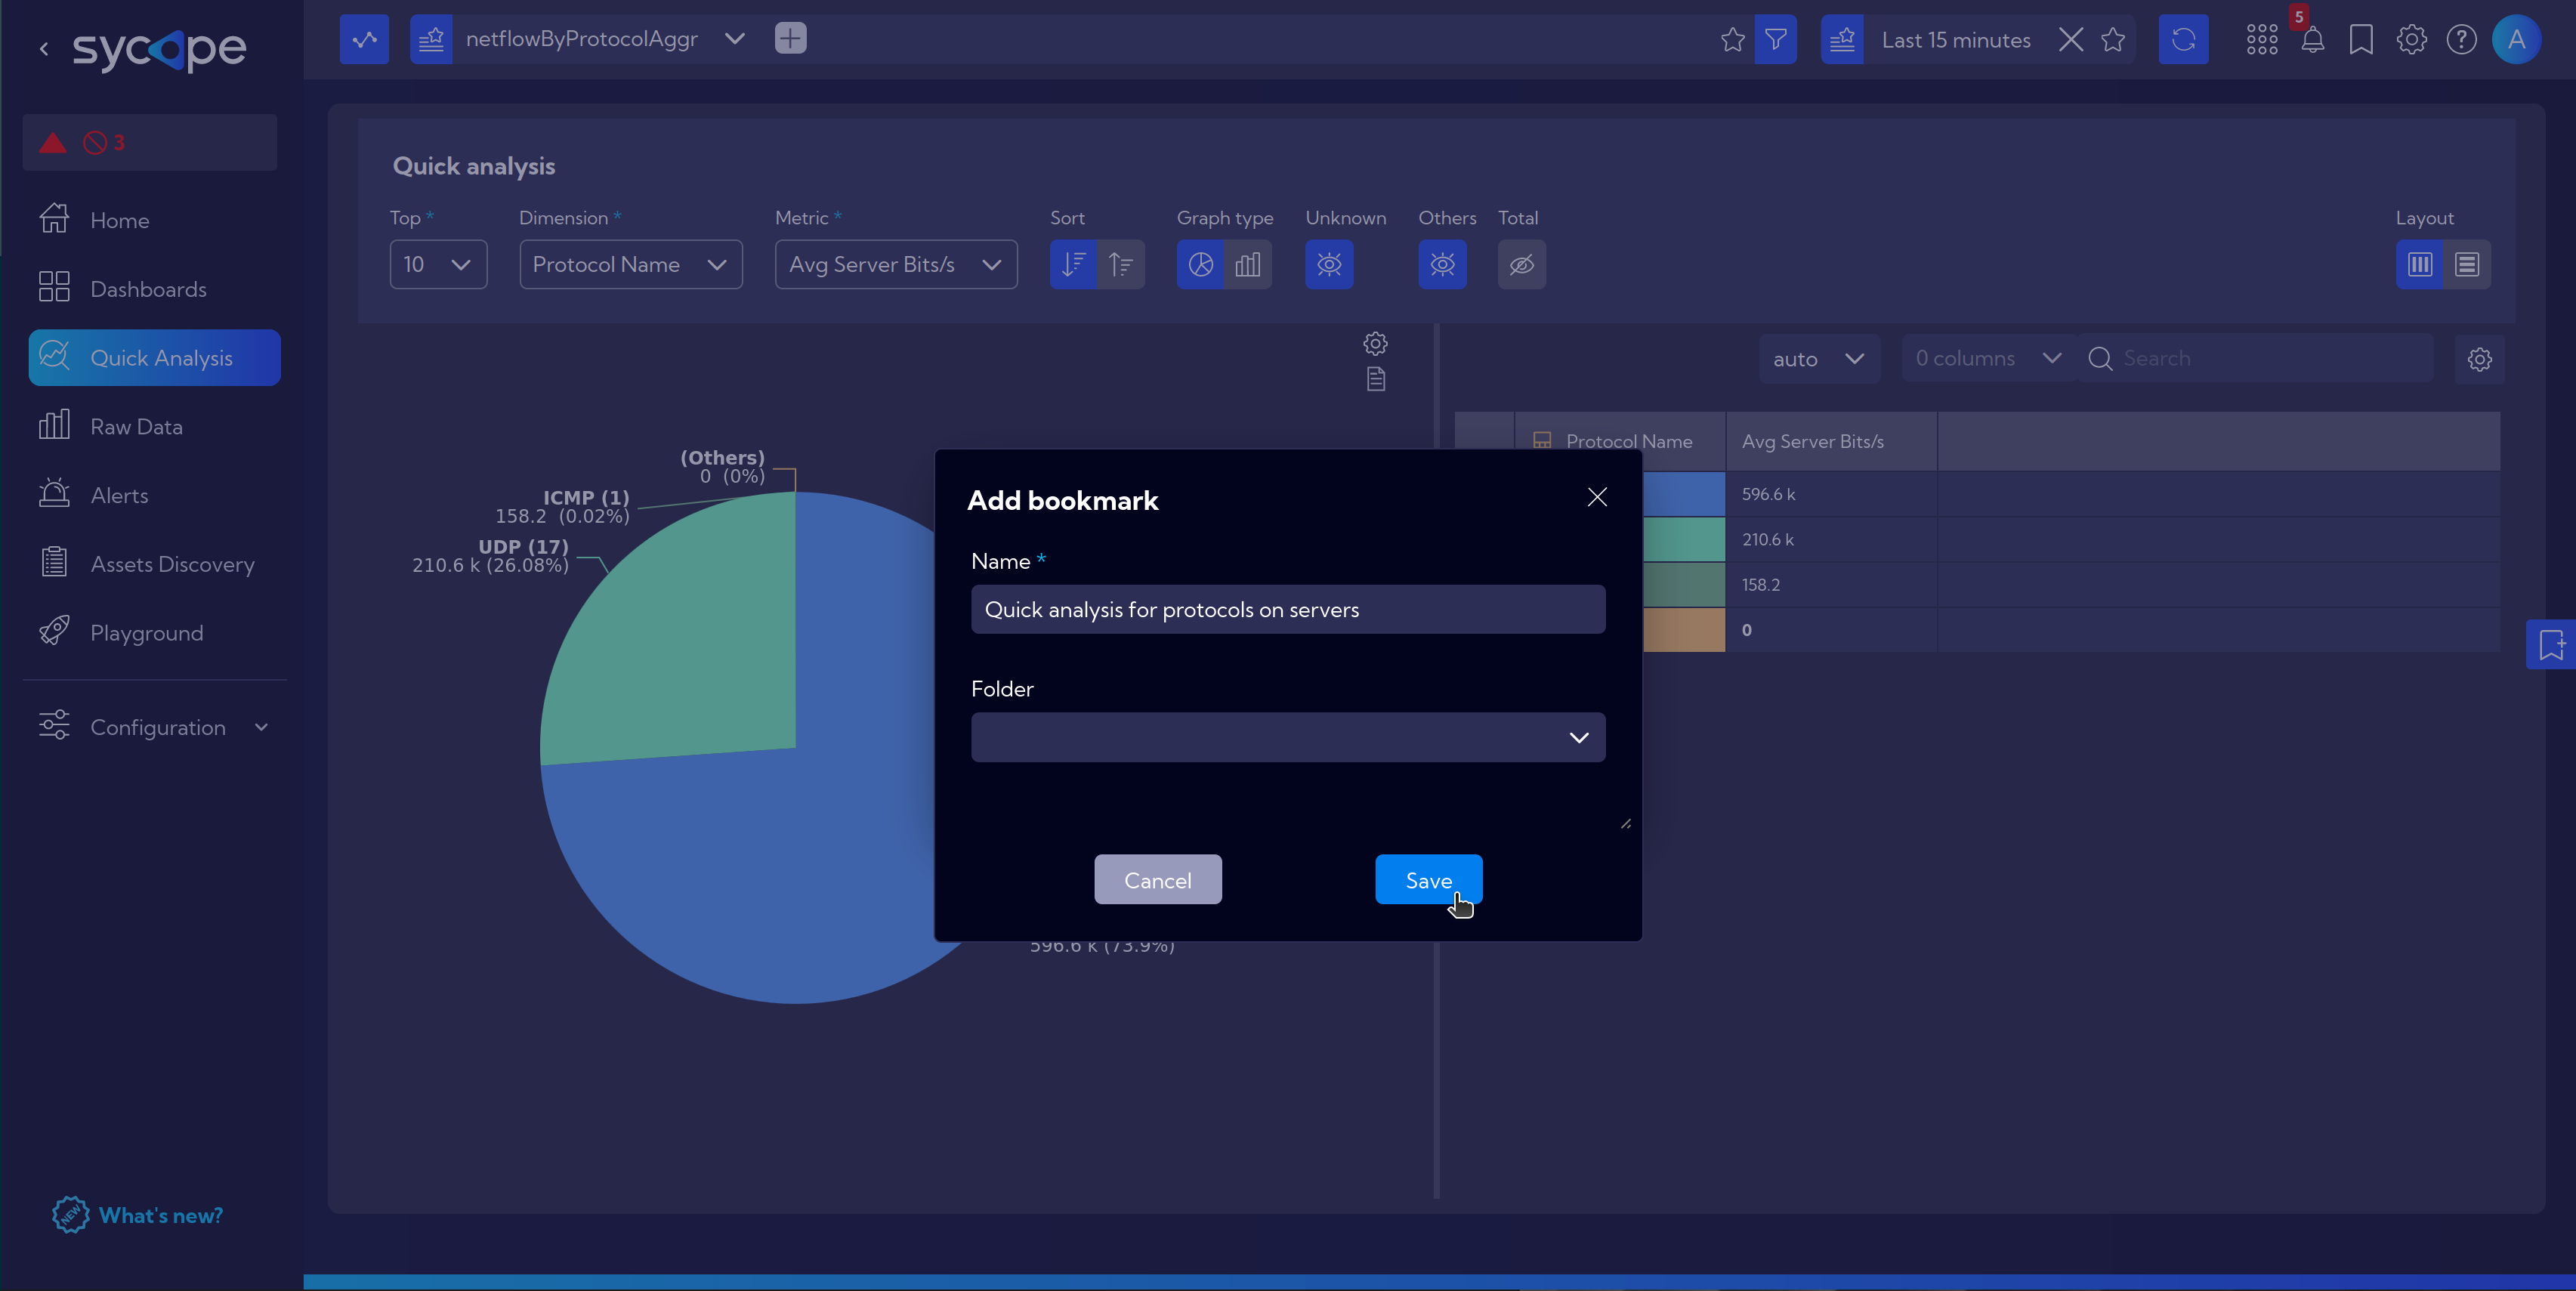 sycope
netflowByProtocolAggr
Last 15 minutes
5
A
3
Home
Dashboards
Quick Analysis
Raw Data
Alerts
Assets Discovery
Playground
Configuration
NEW What's new?
Quick analysis
Top *
Dimension *
Metric *
Sort
Graph type
Unknown
Others
Total
Layout
10
Protocol Name
Avg Server Bits/s
auto
0 columns
Search
(Others)
0 (0%)
ICMP (1)
158.2 (0.02%)
UDP (17)
210.6 k (26.08%)
596.6 k (73.9%)
Protocol Name
Avg Server Bits/s
596.6 k
210.6 k
158.2
0
Add bookmark
Name *
Quick analysis for protocols on servers
Folder
Cancel
Save